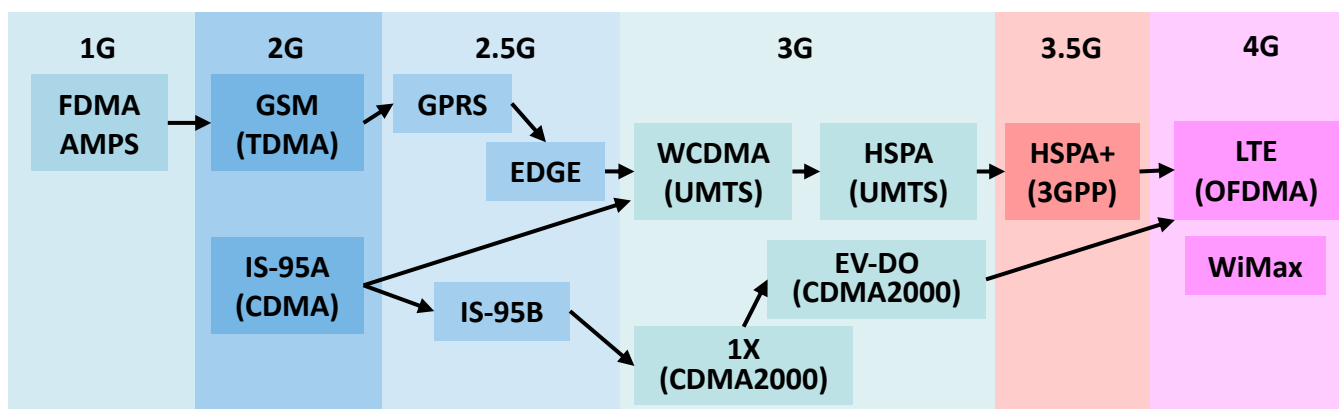 1G
2G
2.5G
3G
3.5G
4G
FDMA
AMPS
GSM
(TDMA)
GPRS
EDGE
WCDMA
(UMTS)
HSPA
(UMTS)
HSPA+
(3GPP)
LTE
(OFDMA)
IS-95A
(CDMA)
IS-95B
1X
(CDMA2000)
EV-DO
(CDMA2000)
WiMax